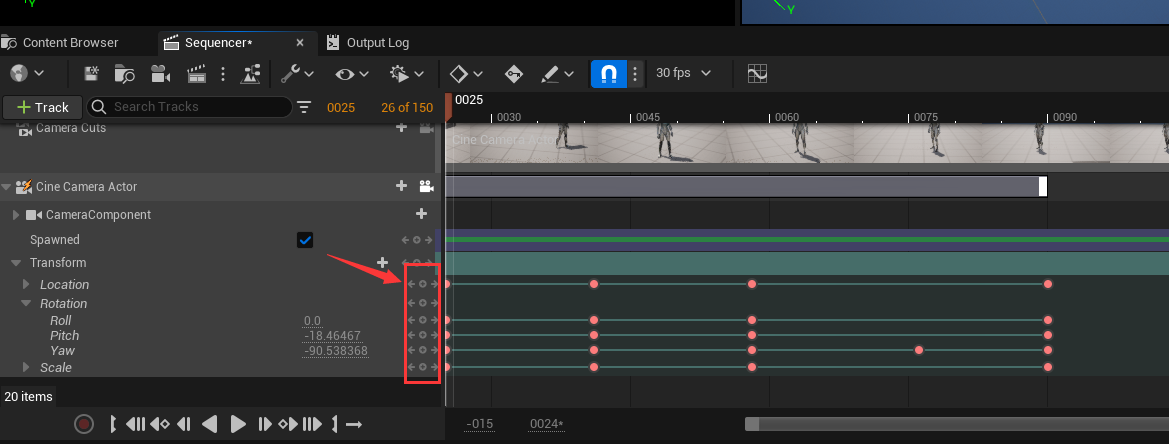 Y
Y
Content Browser
Sequencer*
×
Output Log
30 fps
+ Track
Search Tracks
0025
26 of 150
0025
0030
0045
0060
0075
0090
Camera Cuts
Cine Camera Actor
Cine Camera Actor
CameraComponent
Spawned
Transform
Location
Rotation
Roll
0.0
Pitch
-18.46467
Yaw
-90.538368
Scale
20 items
-015
0024*